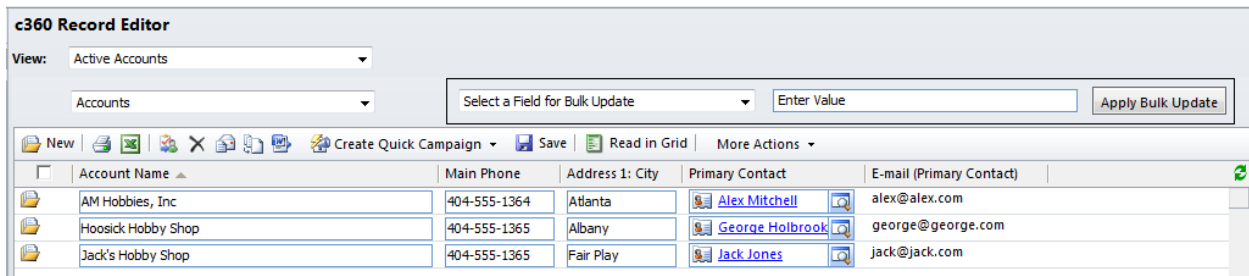 c360 Record Editor
View: Active Accounts
Accounts Select a Field for Bulk Update Enter Value Apply Bulk Update
New Create Quick Campaign Save Read in Grid More Actions
Account Name Main Phone Address 1: City Primary Contact E-mail (Primary Contact)
AM Hobbies, Inc 404-555-1364 Atlanta Alex Mitchell alex@alex.com
Hoosick Hobby Shop 404-555-1365 Albany George Holbrook george@george.com
Jack's Hobby Shop 404-555-1365 Fair Play Jack Jones jack@jack.com